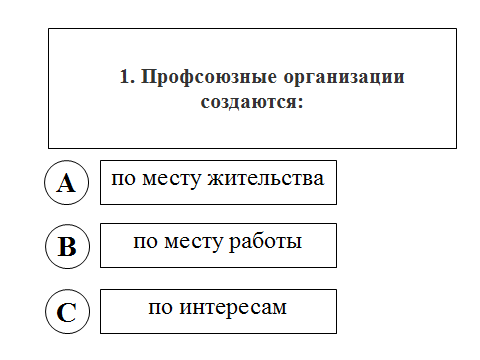 1. Профсоюзные организации
создаются:
A по месту жительства
B по месту работы
C по интересам